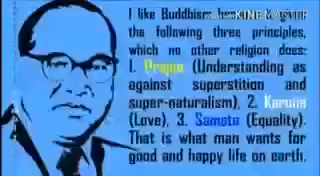 I like Buddhism
the following three principles,
which no other religion does:
1. Prajna (Understanding as
against superstition and
super-naturalism), 2. Karuna
(Love), 3. Samata (Equality).
That is what man wants for
good and happy life on earth.